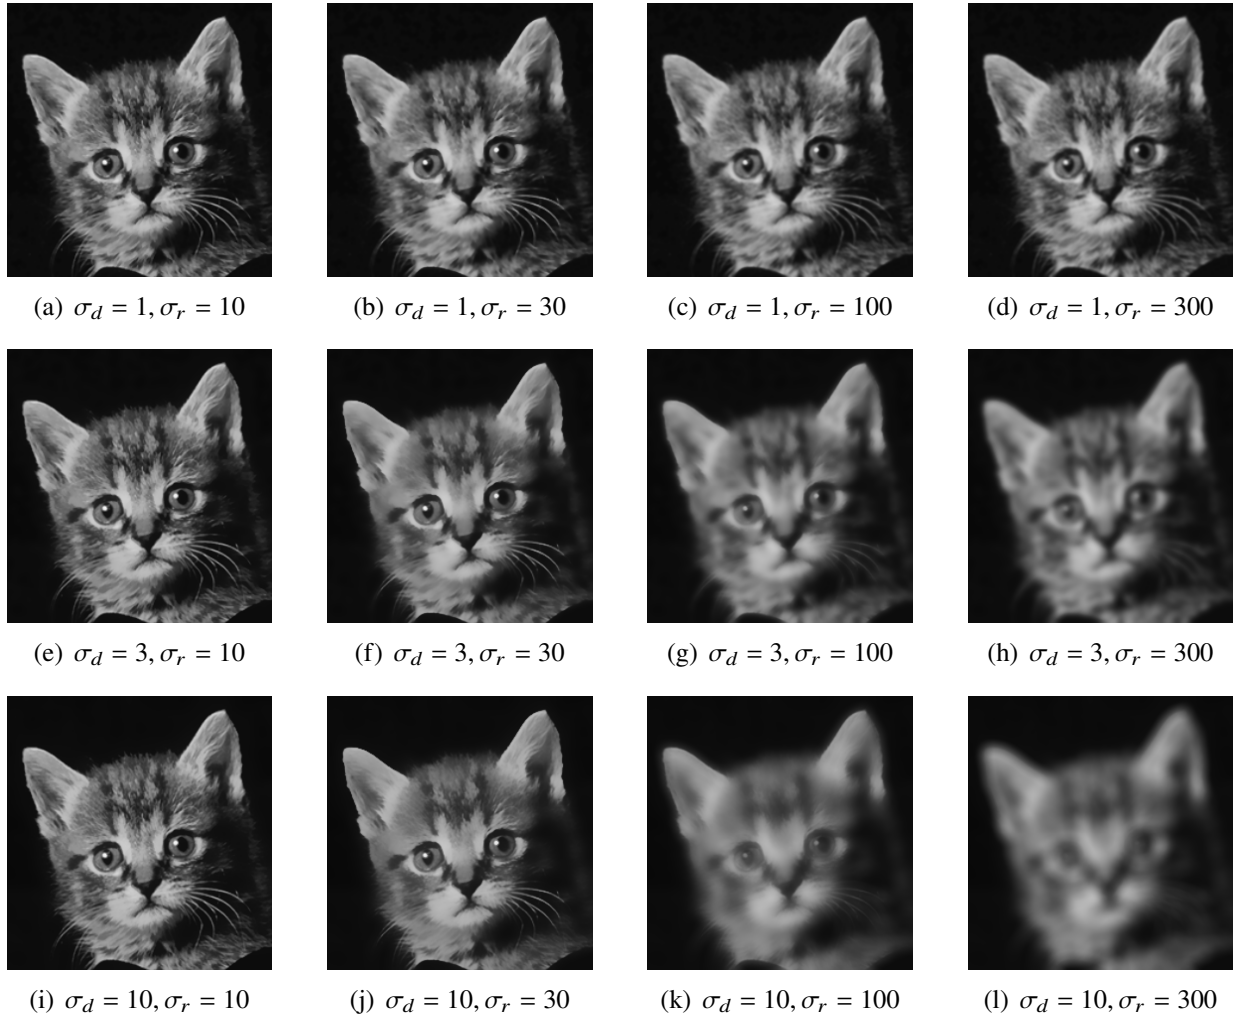 (a) σ_d = 1, σ_r = 10
(b) σ_d = 1, σ_r = 30
(c) σ_d = 1, σ_r = 100
(d) σ_d = 1, σ_r = 300
(e) σ_d = 3, σ_r = 10
(f) σ_d = 3, σ_r = 30
(g) σ_d = 3, σ_r = 100
(h) σ_d = 3, σ_r = 300
(i) σ_d = 10, σ_r = 10
(j) σ_d = 10, σ_r = 30
(k) σ_d = 10, σ_r = 100
(l) σ_d = 10, σ_r = 300